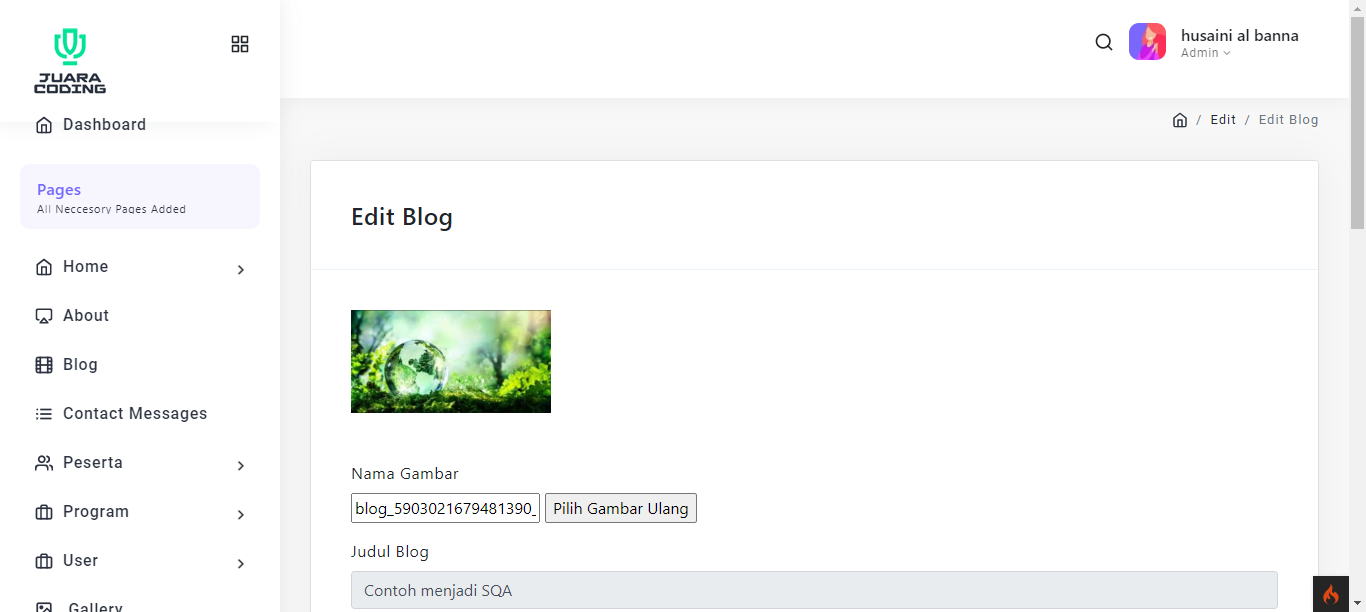 JUARA
CODING
husaini al banna
Admin
Dashboard
/ Edit / Edit Blog
Pages
All Neccesory Pages Added
Edit Blog
Home
About
Blog
Contact Messages
Peserta
Nama Gambar
blog_5903021679481390_
Pilih Gambar Ulang
Program
Judul Blog
User
Contoh menjadi SQA
Gallery